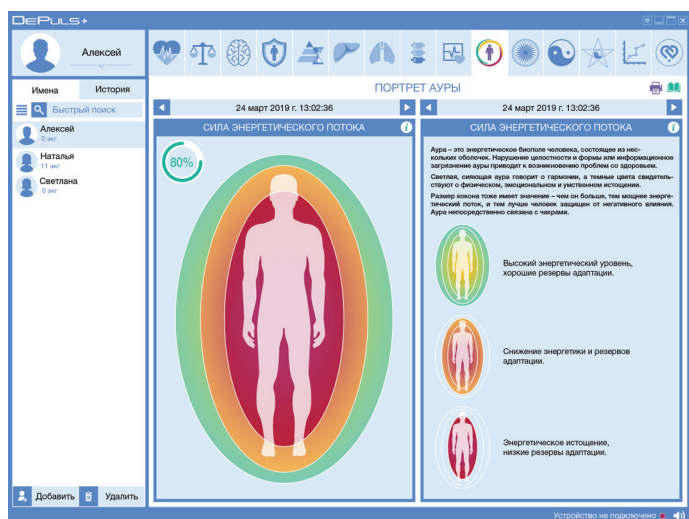 DePuls+
Алексей
Имена
История
Быстрый поиск
Алексей
0 экг
Наталья
11 экг
Светлана
0 экг
Добавить
Удалить
ПОРТРЕТ АУРЫ
24 март 2019 г. 13:02:36
СИЛА ЭНЕРГЕТИЧЕСКОГО ПОТОКА
80%
24 март 2019 г. 13:02:36
СИЛА ЭНЕРГЕТИЧЕСКОГО ПОТОКА
Аура – это энергетическое биополе человека, состоящее из нес-
кольких оболочек. Нарушение целостности и формы или информационное
загрязнение ауры приводит к возникновению проблем со здоровьем.
Светлая, сияющая аура говорит о гармонии, а темные цвета свидетель-
ствуют о физическом, эмоциональном и умственном истощении.
Размер кокона тоже имеет значение – чем он больше, тем мощнее энерге-
тический поток, и тем лучше человек защищен от негативного влияния.
Аура непосредственно связана с чакрами.
Высокий энергетический уровень,
хорошие резервы адаптации.
Снижение энергетики и резервов
адаптации.
Энергетическое истощение,
низкие резервы адаптации.
Устройство не подключено